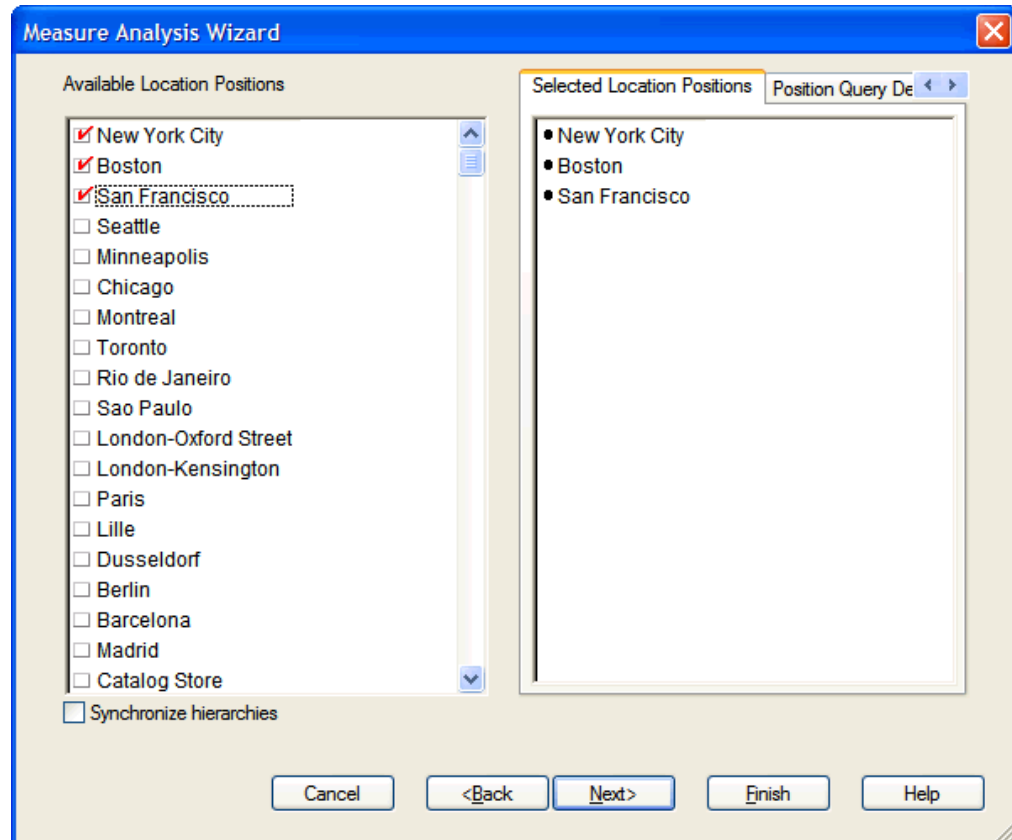 Measure Analysis Wizard
Available Location Positions
New York City
Boston
San Francisco
Seattle
Minneapolis
Chicago
Montreal
Toronto
Rio de Janeiro
Sao Paulo
London-Oxford Street
London-Kensington
Paris
Lille
Dusseldorf
Berlin
Barcelona
Madrid
Catalog Store
Synchronize hierarchies
Selected Location Positions
Position Query De
New York City
Boston
San Francisco
Cancel
<Back
Next>
Finish
Help